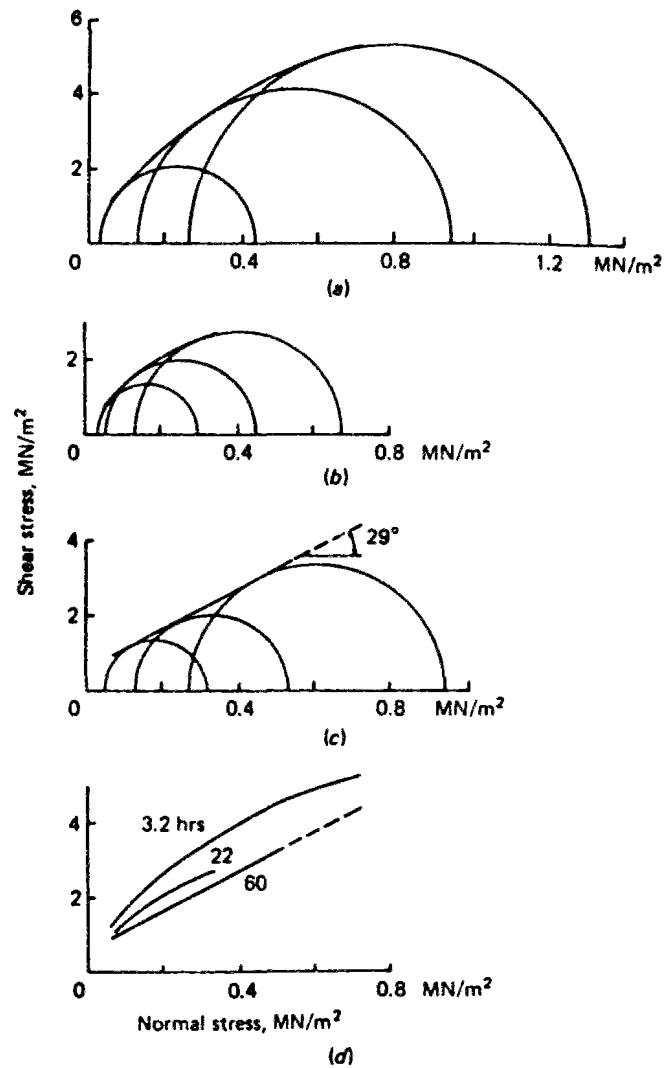 6
4
2
0 0.4 0.8 1.2 MN/m²
(a)
2
0 0.4 0.8 MN/m²
(b)
Shear stress, MN/m²
4
29°
2
0 0.4 0.8 MN/m²
(c)
4
3.2 hrs
22
2
60
0 0.4 0.8 MN/m²
Normal stress, MN/m²
(d)